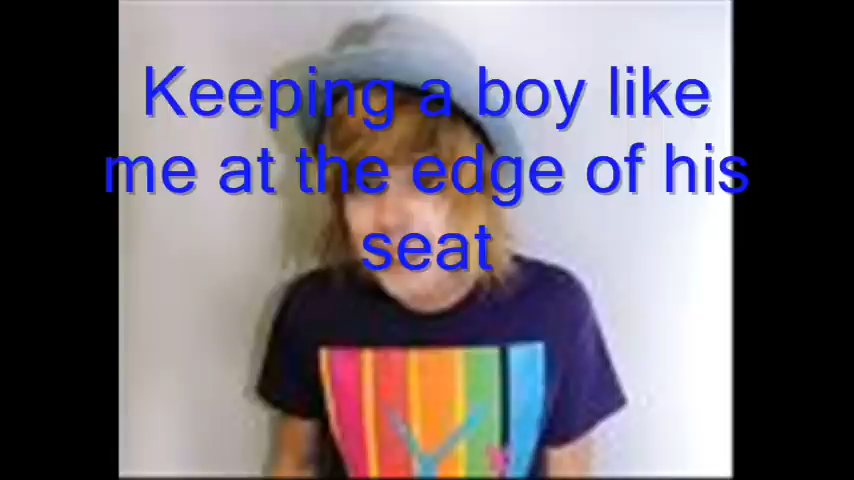 Keeping a boy like
me at the edge of his
seat